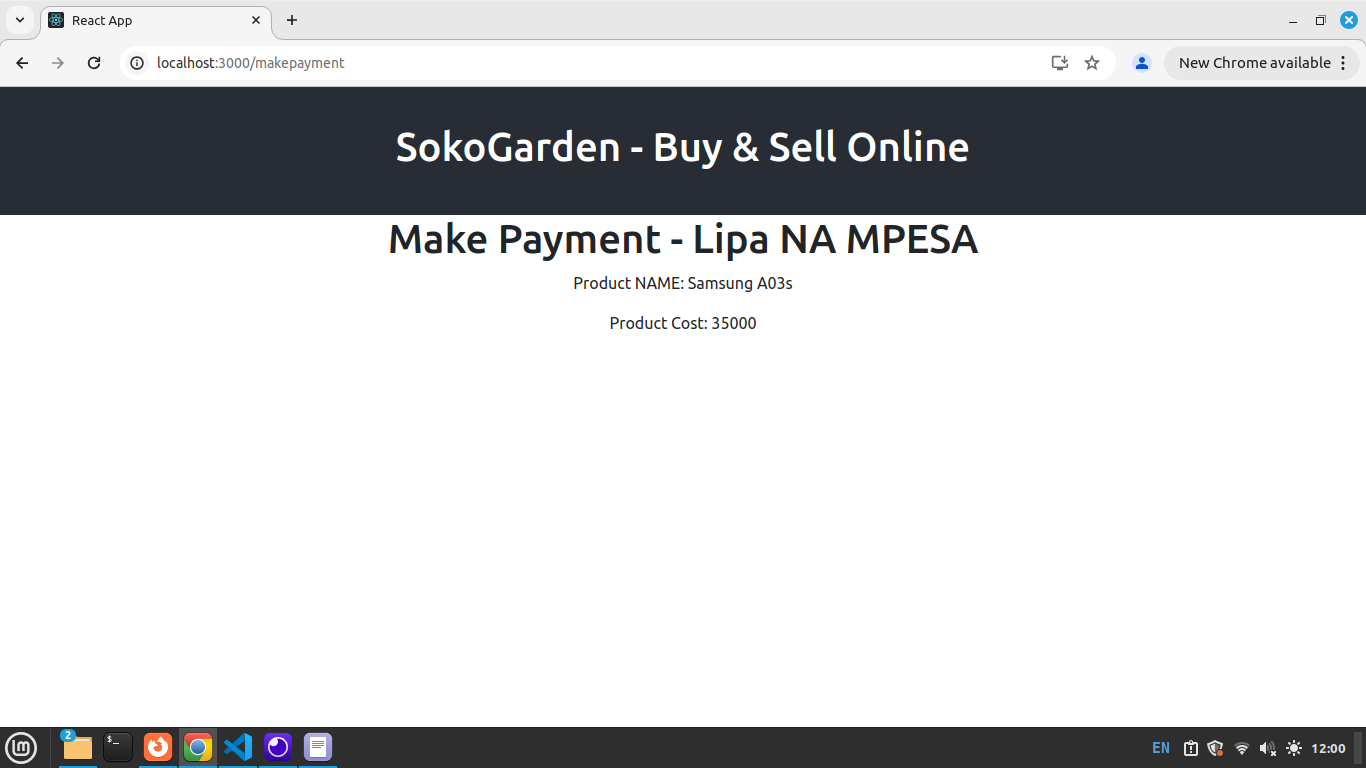 React App
localhost:3000/makepayment
New Chrome available
SokoGarden - Buy & Sell Online
Make Payment - Lipa NA MPESA
Product NAME: Samsung A03s
Product Cost: 35000
2
$_
lm
EN
12:00